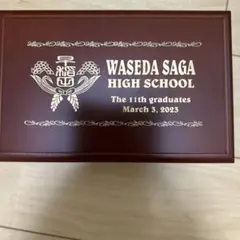 WASEDA SAGA
HIGH SCHOOL
The 11th graduates
March 3, 2023